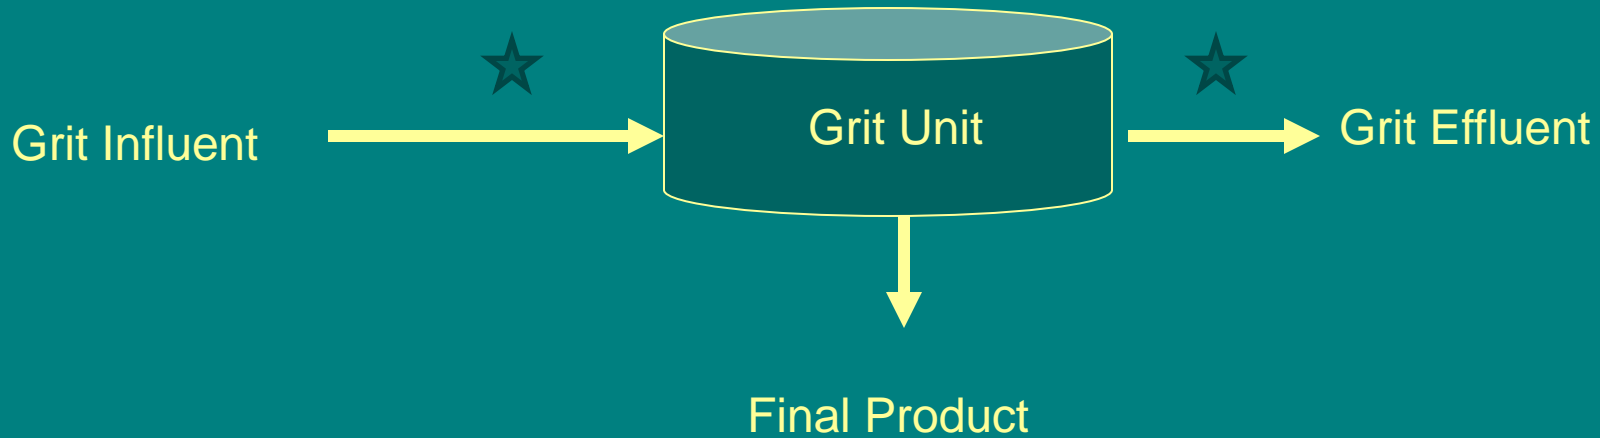 Grit Influent
Grit Unit
Grit Effluent
Final Product